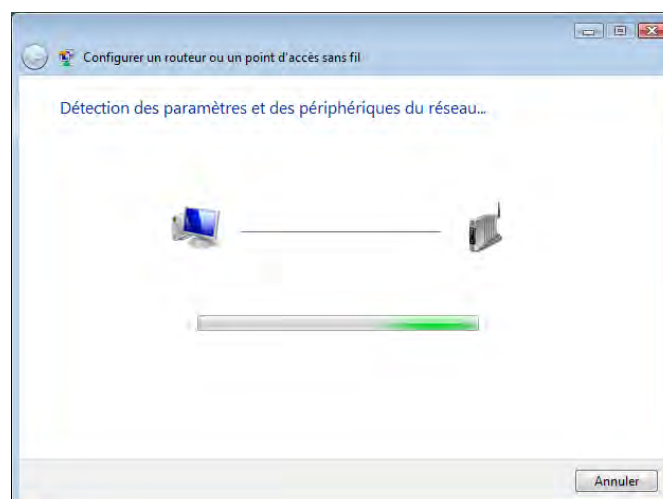 Configurer un routeur ou un point d'accès sans fil
Détection des paramètres et des périphériques du réseau...
Annuler